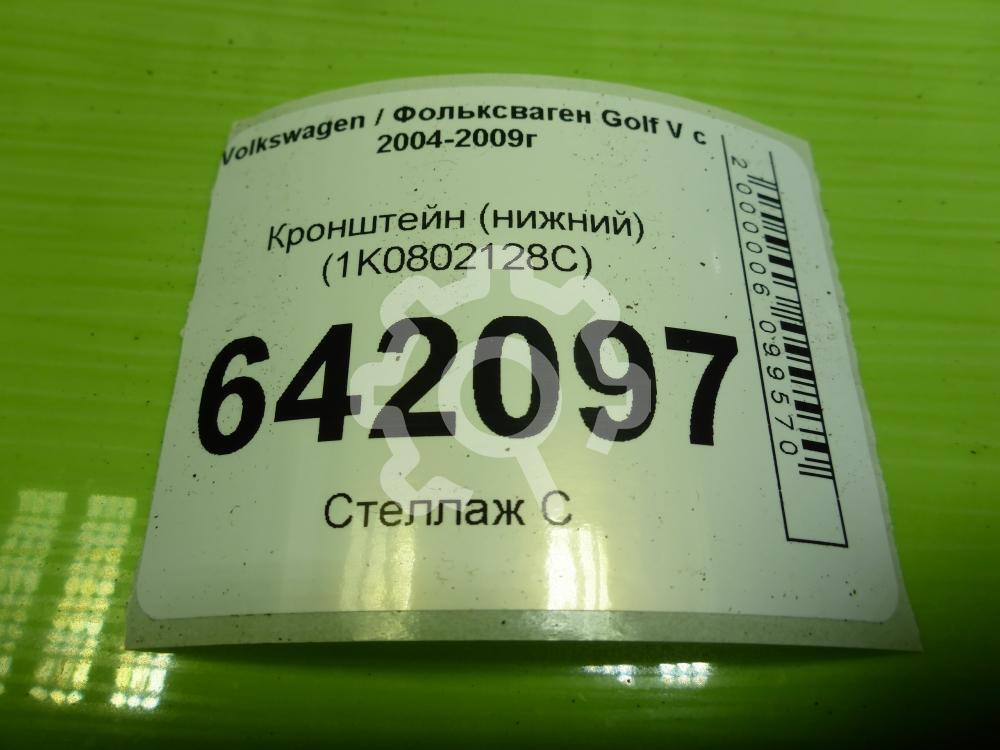 Volkswagen / Фольксваген Golf V с
2004-2009г
Кронштейн (нижний)
(1K0802128C)
642097
Стеллаж С
2000006099570